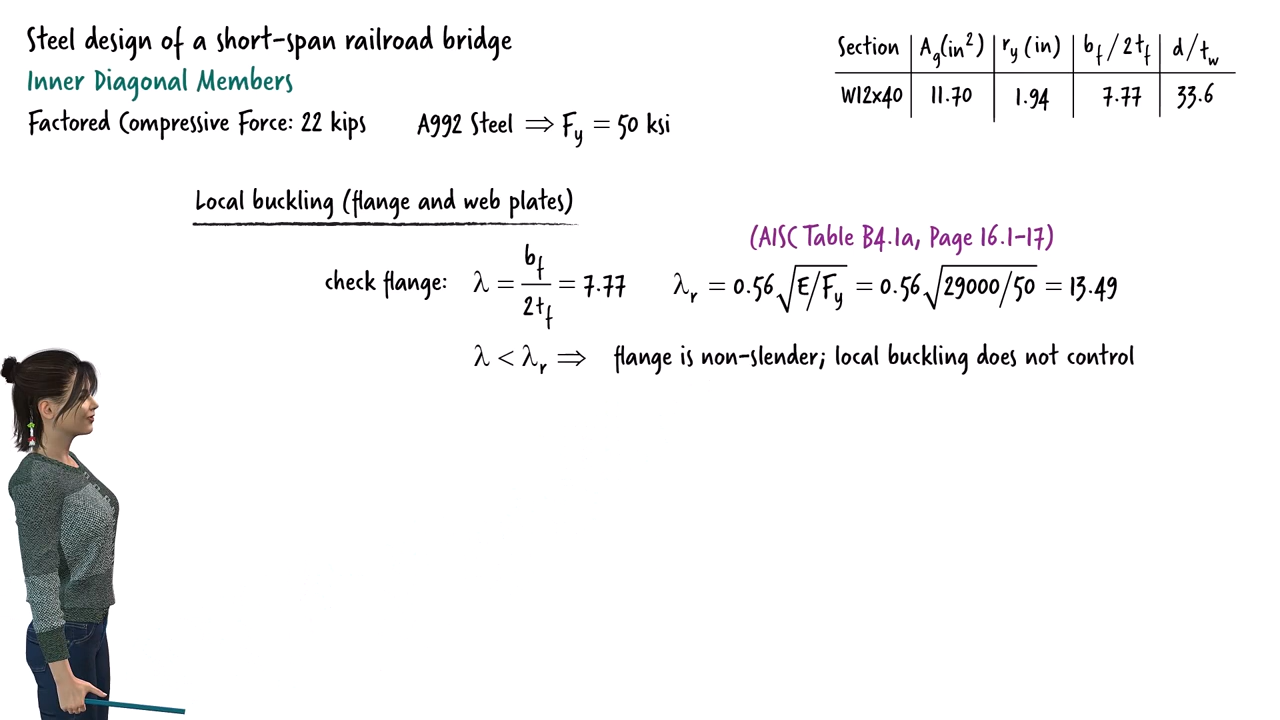 Steel design of a short-span railroad bridge
Inner Diagonal Members
Factored Compressive Force: 22 kips A992 Steel ⟹ F_y = 50 ksi
Section A_g(in²) r_y (in) b_f / 2t_f d/t_w
W12x40 11.70 1.94 7.77 33.6
Local buckling (flange and web plates)
(AISC Table B4.1a, Page 16.1-17)
check flange: λ = b_f / 2t_f = 7.77 λ_r = 0.56√(E/F_y) = 0.56√(29000/50) = 13.49
λ < λ_r ⟹ flange is non-slender; local buckling does not control